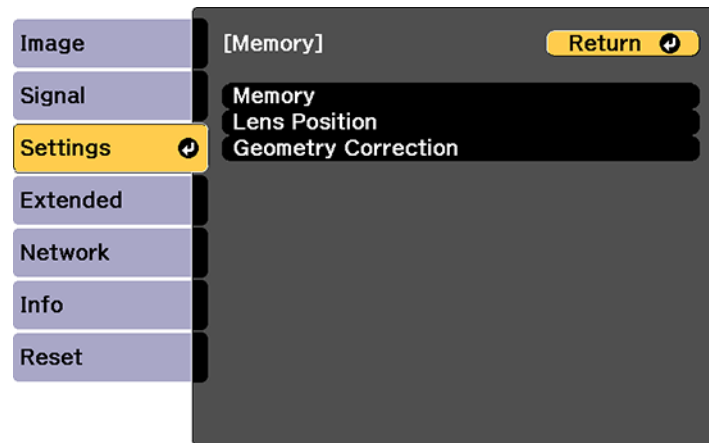 Image
Signal
Settings
Extended
Network
Info
Reset
[Memory]
Return
Memory
Lens Position
Geometry Correction